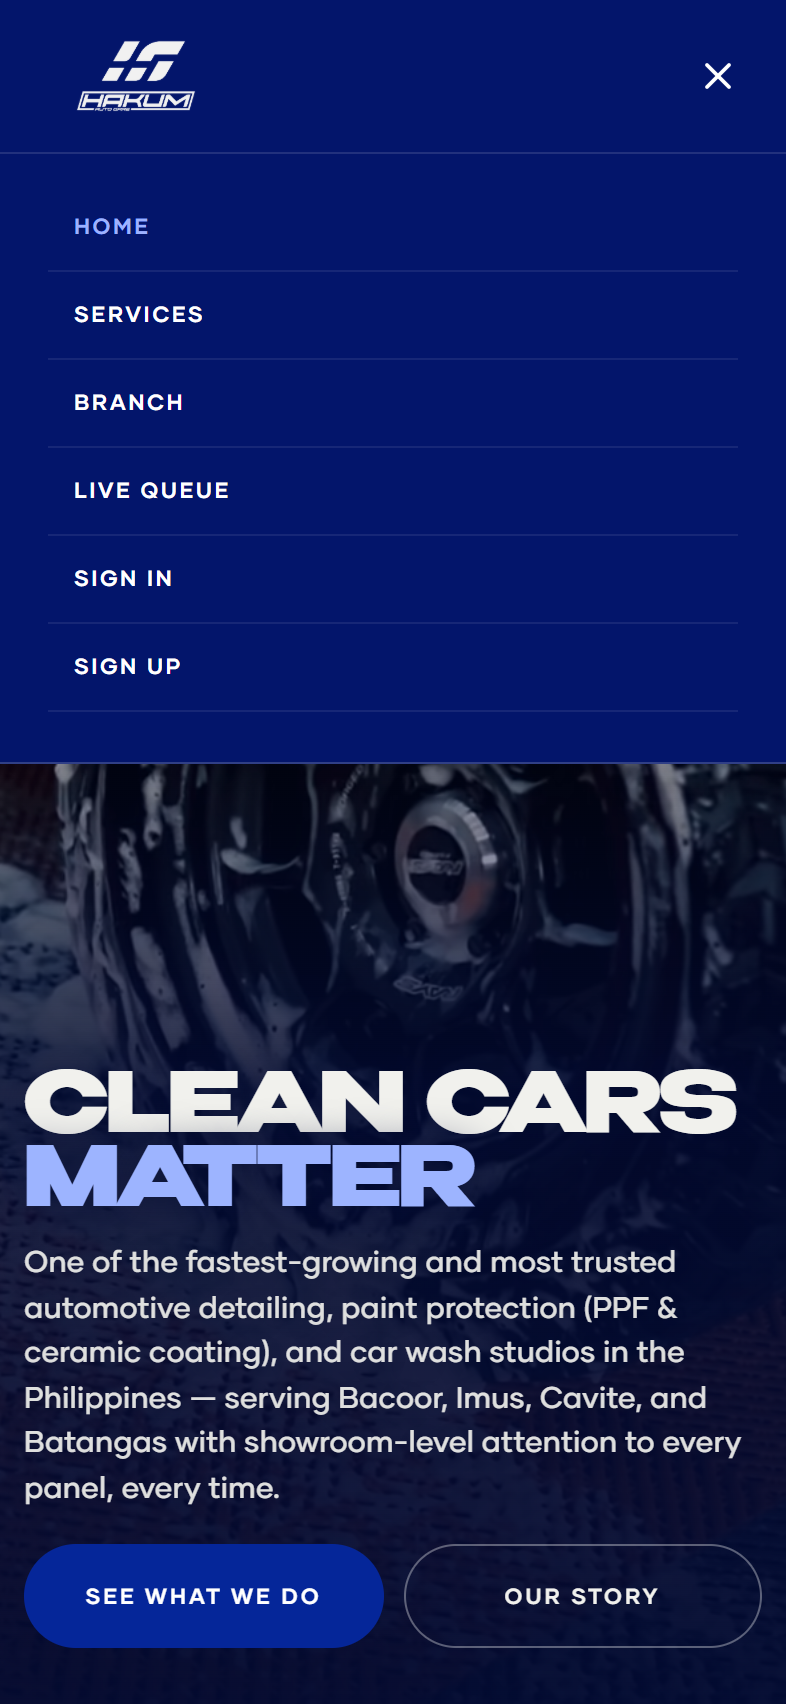 HAKUM
AUTO CARE
HOME
SERVICES
BRANCH
LIVE QUEUE
SIGN IN
SIGN UP
CLEAN CARS
MATTER
One of the fastest-growing and most trusted
automotive detailing, paint protection (PPF &
ceramic coating), and car wash studios in the
Philippines — serving Bacoor, Imus, Cavite, and
Batangas with showroom-level attention to every
panel, every time.
SEE WHAT WE DO
OUR STORY